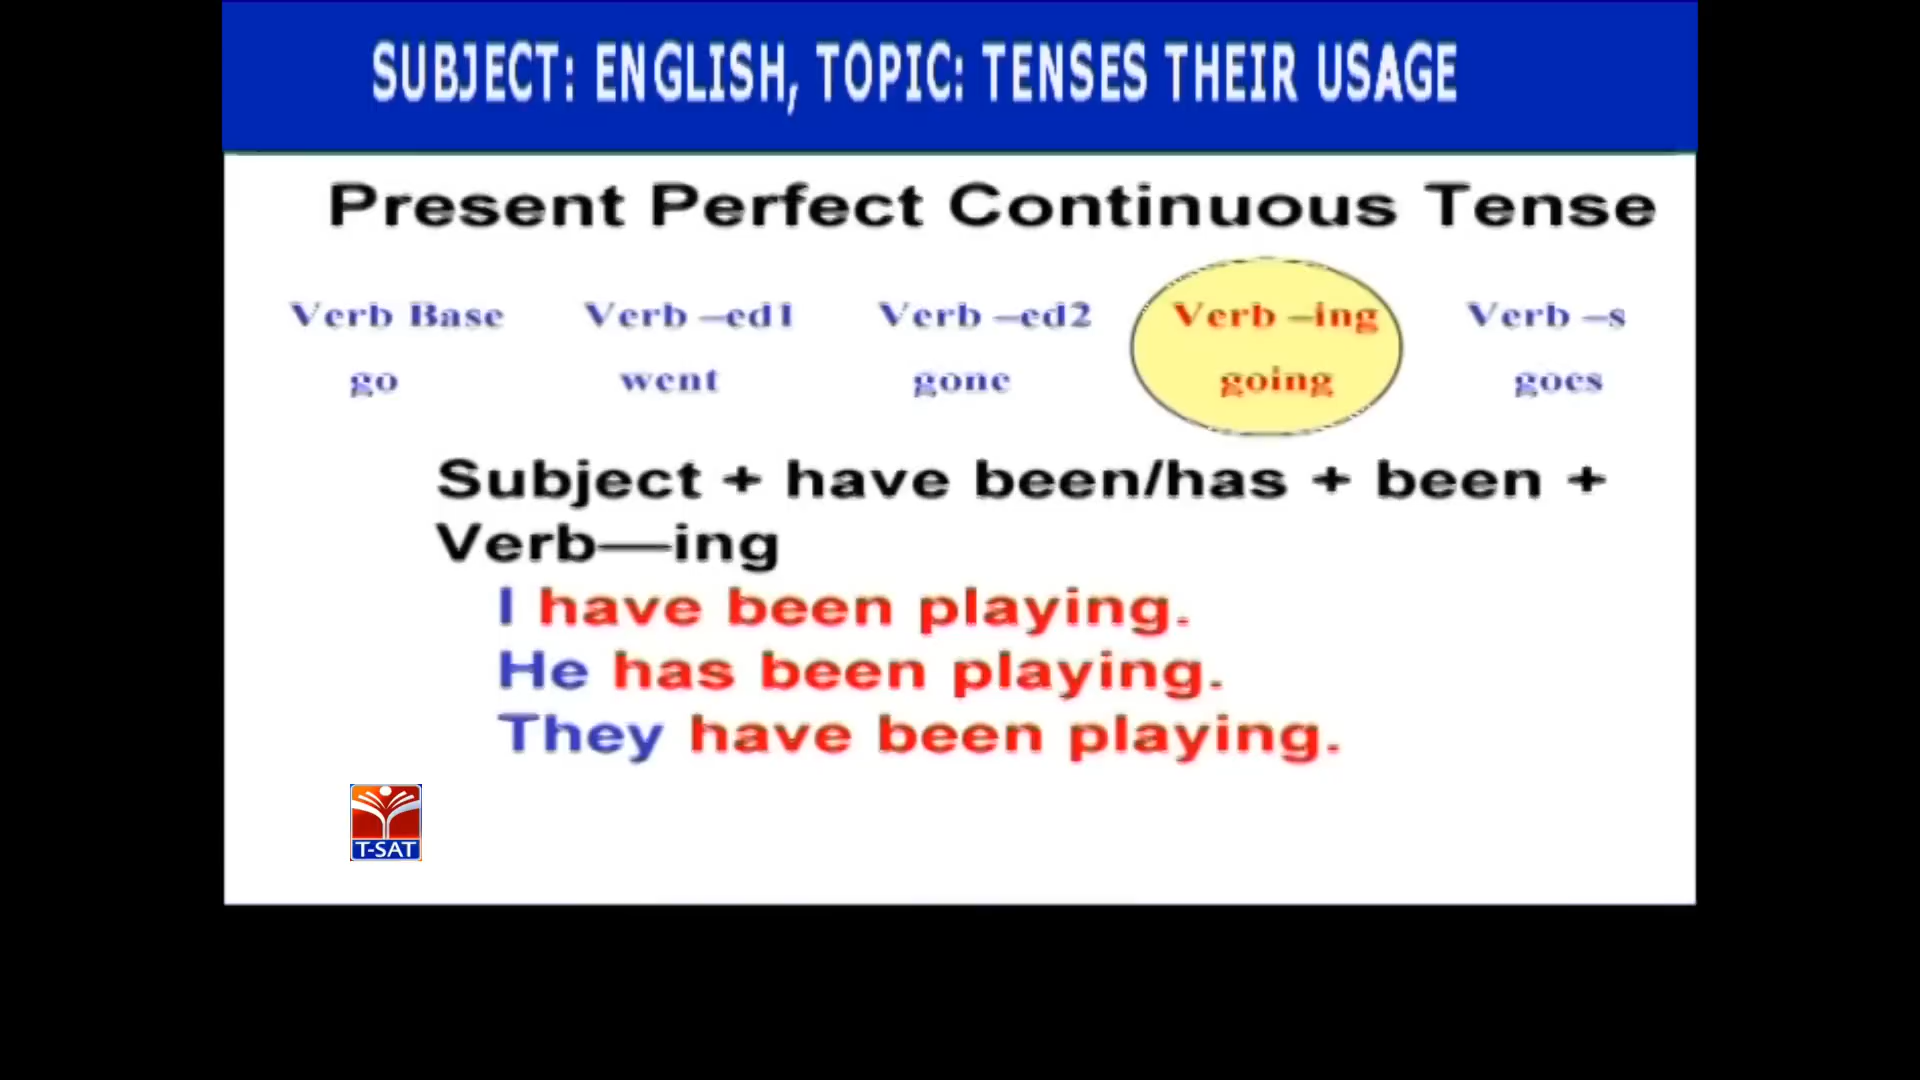 SUBJECT: ENGLISH, TOPIC: TENSES THEIR USAGE
Present Perfect Continuous Tense
Verb Base Verb –ed1 Verb –ed2 Verb –ing Verb –s
go went gone going goes
Subject + have been/has + been +
Verb—ing
I have been playing.
He has been playing.
They have been playing.
T-SAT